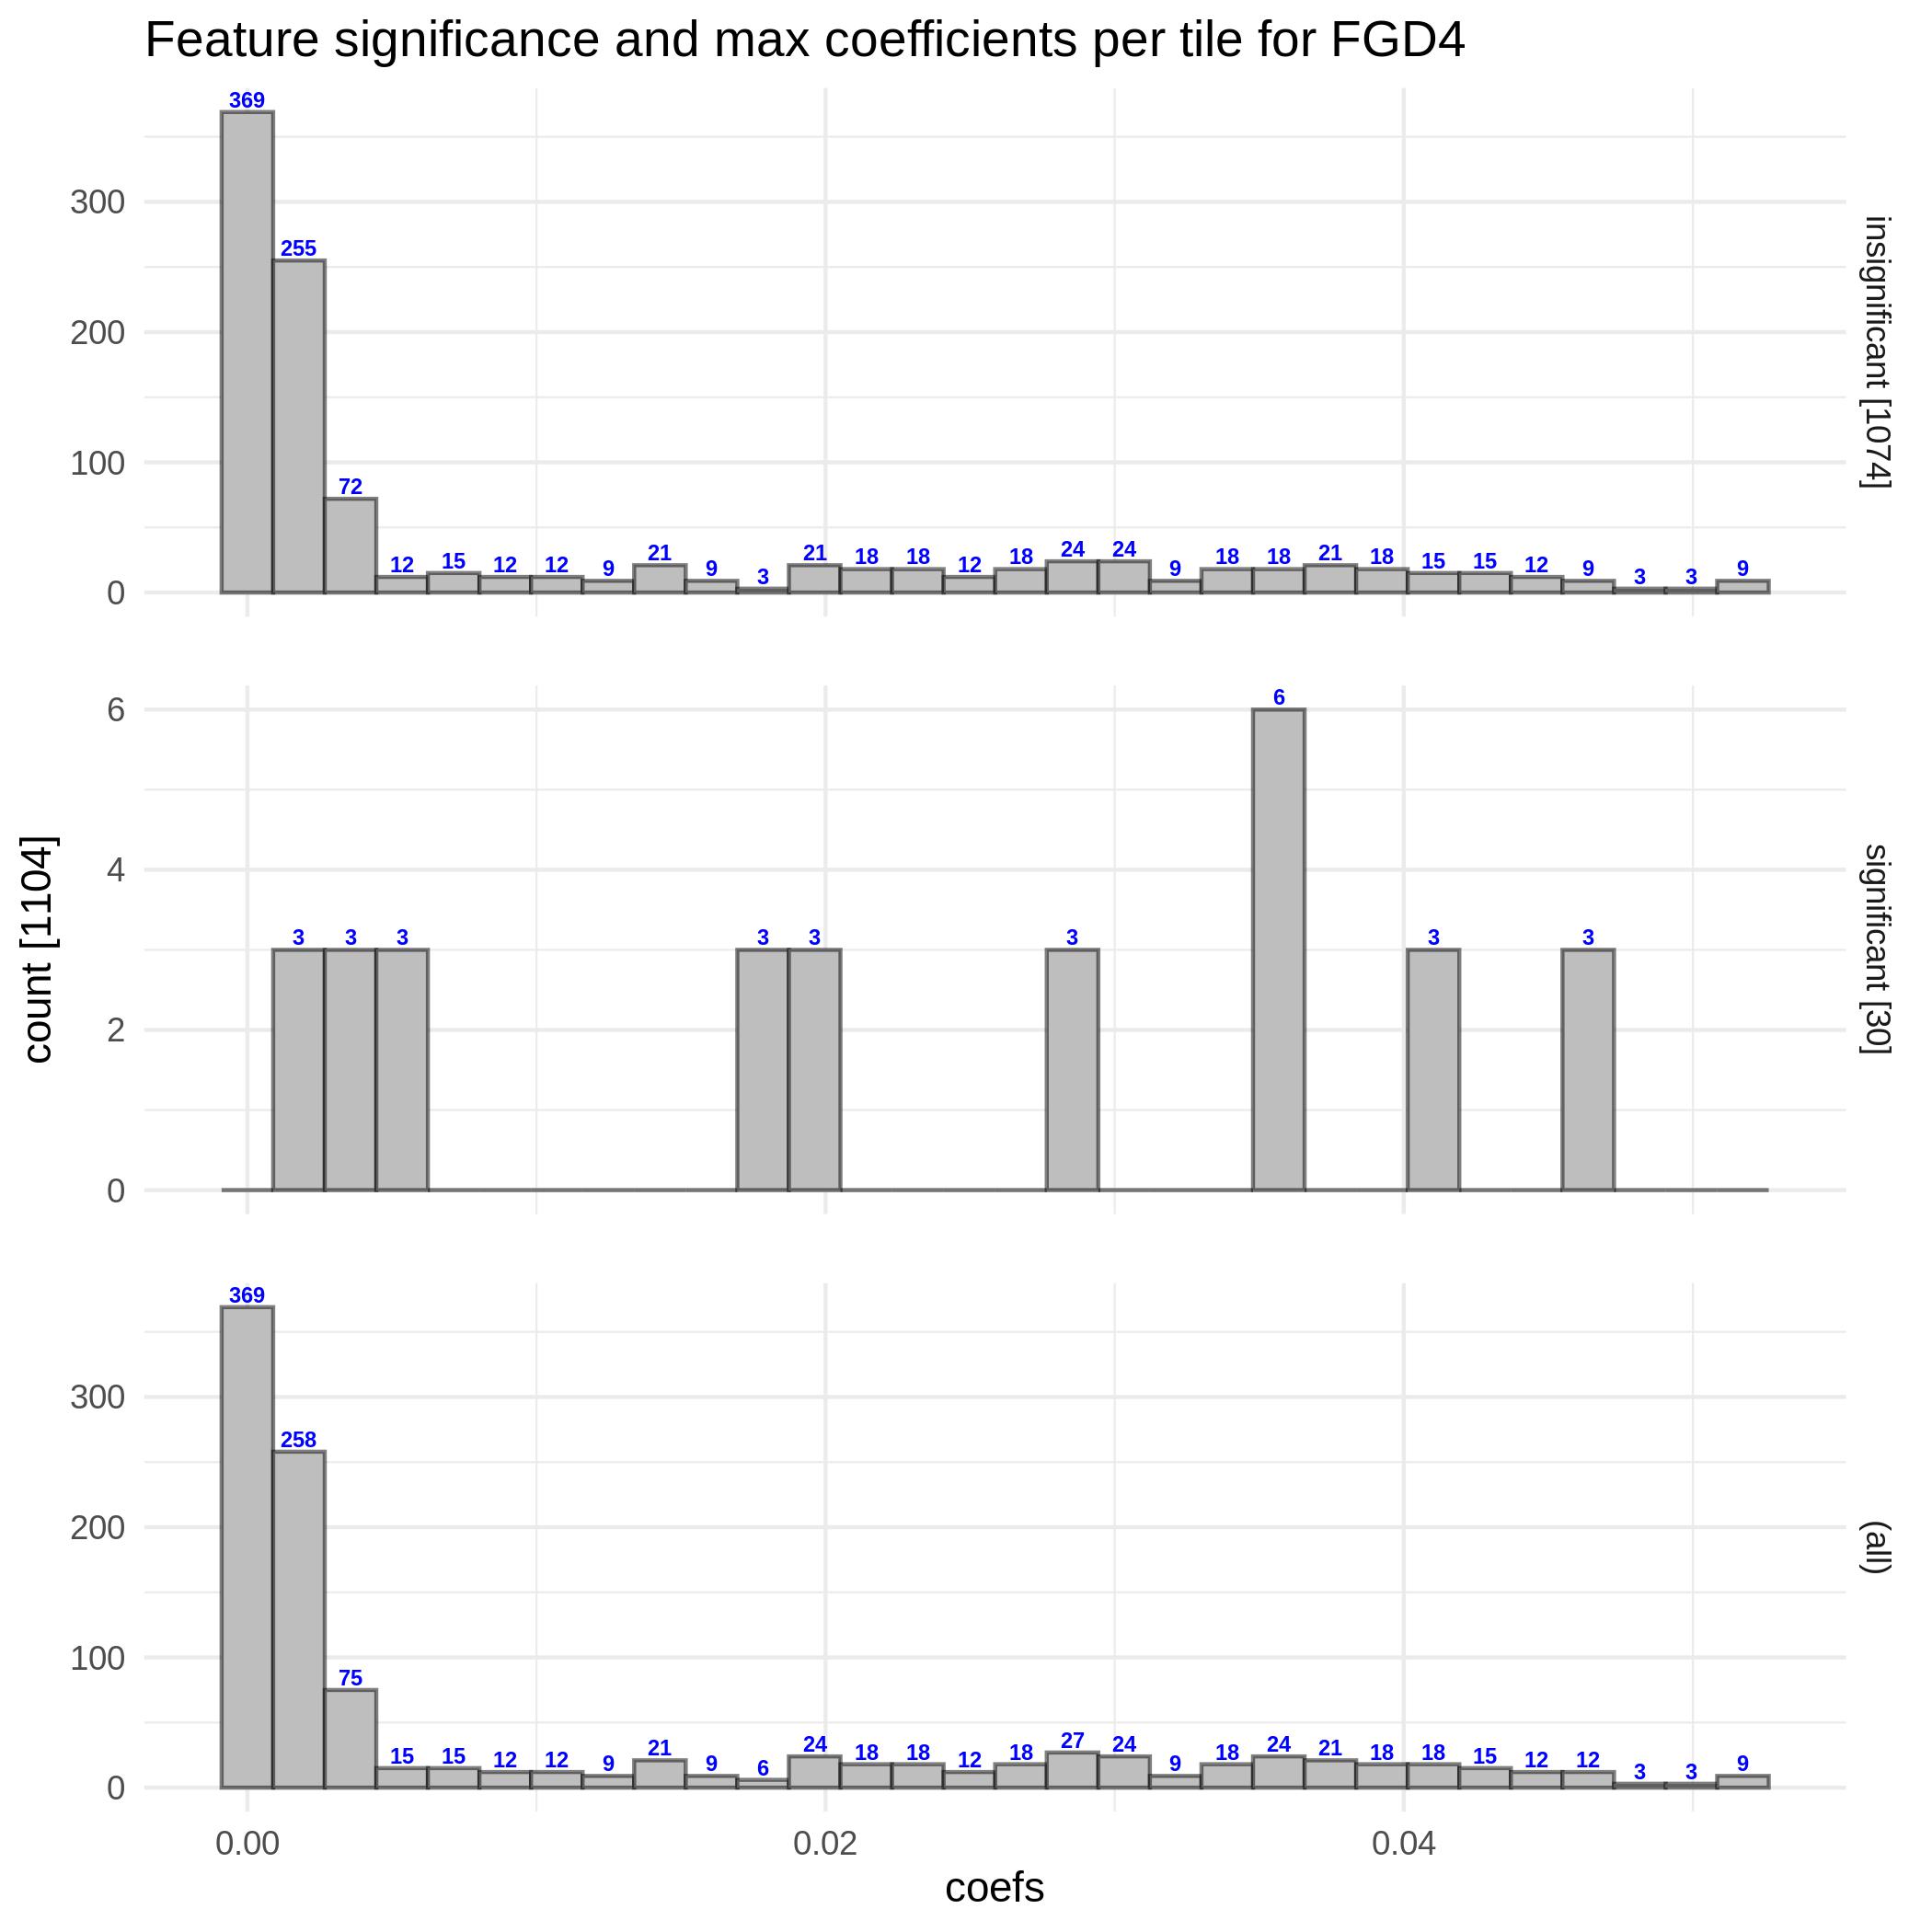 Feature significance and max coefficients per tile for FGD4
369
255
72
12 15 12 12 9 21 9 3 21 18 18 12 18 24 24 9 18 18 21 18 15 15 12 9 3 3 9
300
200
100
0
insignificant [1074]
6
3 3 3 3 3 3 3 3
6
4
2
0
significant [30]
count [1104]
369
258
75
15 15 12 12 9 21 9 6 24 18 18 12 18 27 24 9 18 24 21 18 18 15 12 12 3 3 9
300
200
100
0
(all)
0.00 0.02 0.04
coefs